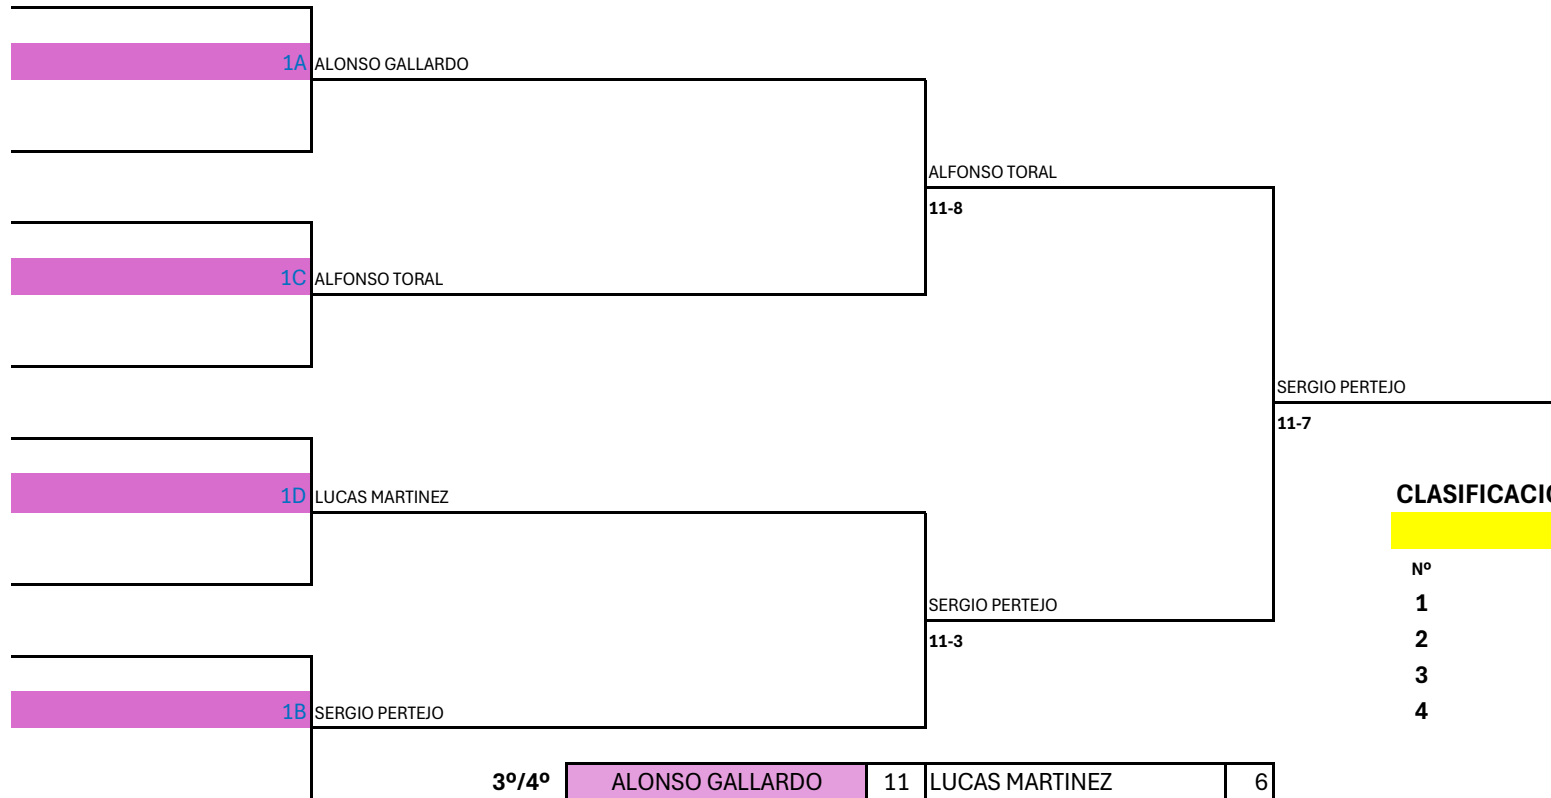 1A ALONSO GALLARDO
ALFONSO TORAL
11-8
1C ALFONSO TORAL
SERGIO PERTEJO
11-7
1D LUCAS MARTINEZ
CLASIFICACIÓ
Nº
1
SERGIO PERTEJO
11-3
2
3
4
1B SERGIO PERTEJO
3º/4º ALONSO GALLARDO 11 LUCAS MARTINEZ 6